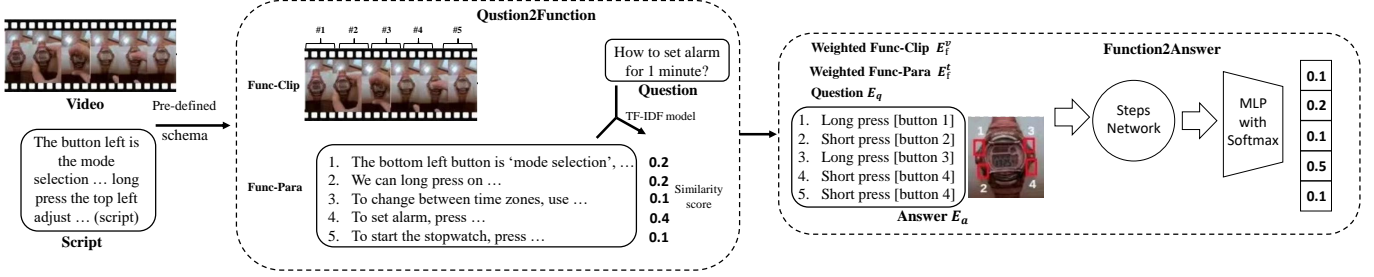 Video
The button left is
the mode
selection … long
press the top left
adjust … (script)
Script
Pre-defined
schema
Qustion2Function
#1 #2 #3 #4 #5
Func-Clip
How to set alarm
for 1 minute?
Question
TF-IDF model
Func-Para
1. The bottom left button is ‘mode selection’, … 0.2
2. We can long press on … 0.2
3. To change between time zones, use … 0.1
4. To set alarm, press … 0.4
5. To start the stopwatch, press … 0.1
Similarity
score
Function2Answer
Weighted Func-Clip E_f^v
Weighted Func-Para E_f^t
Question E_q
1. Long press [button 1]
2. Short press [button 2]
3. Long press [button 3]
4. Short press [button 4]
5. Short press [button 4]
Answer E_a
1 3
2 4
Steps
Network
MLP
with
Softmax
0.1
0.2
0.1
0.5
0.1